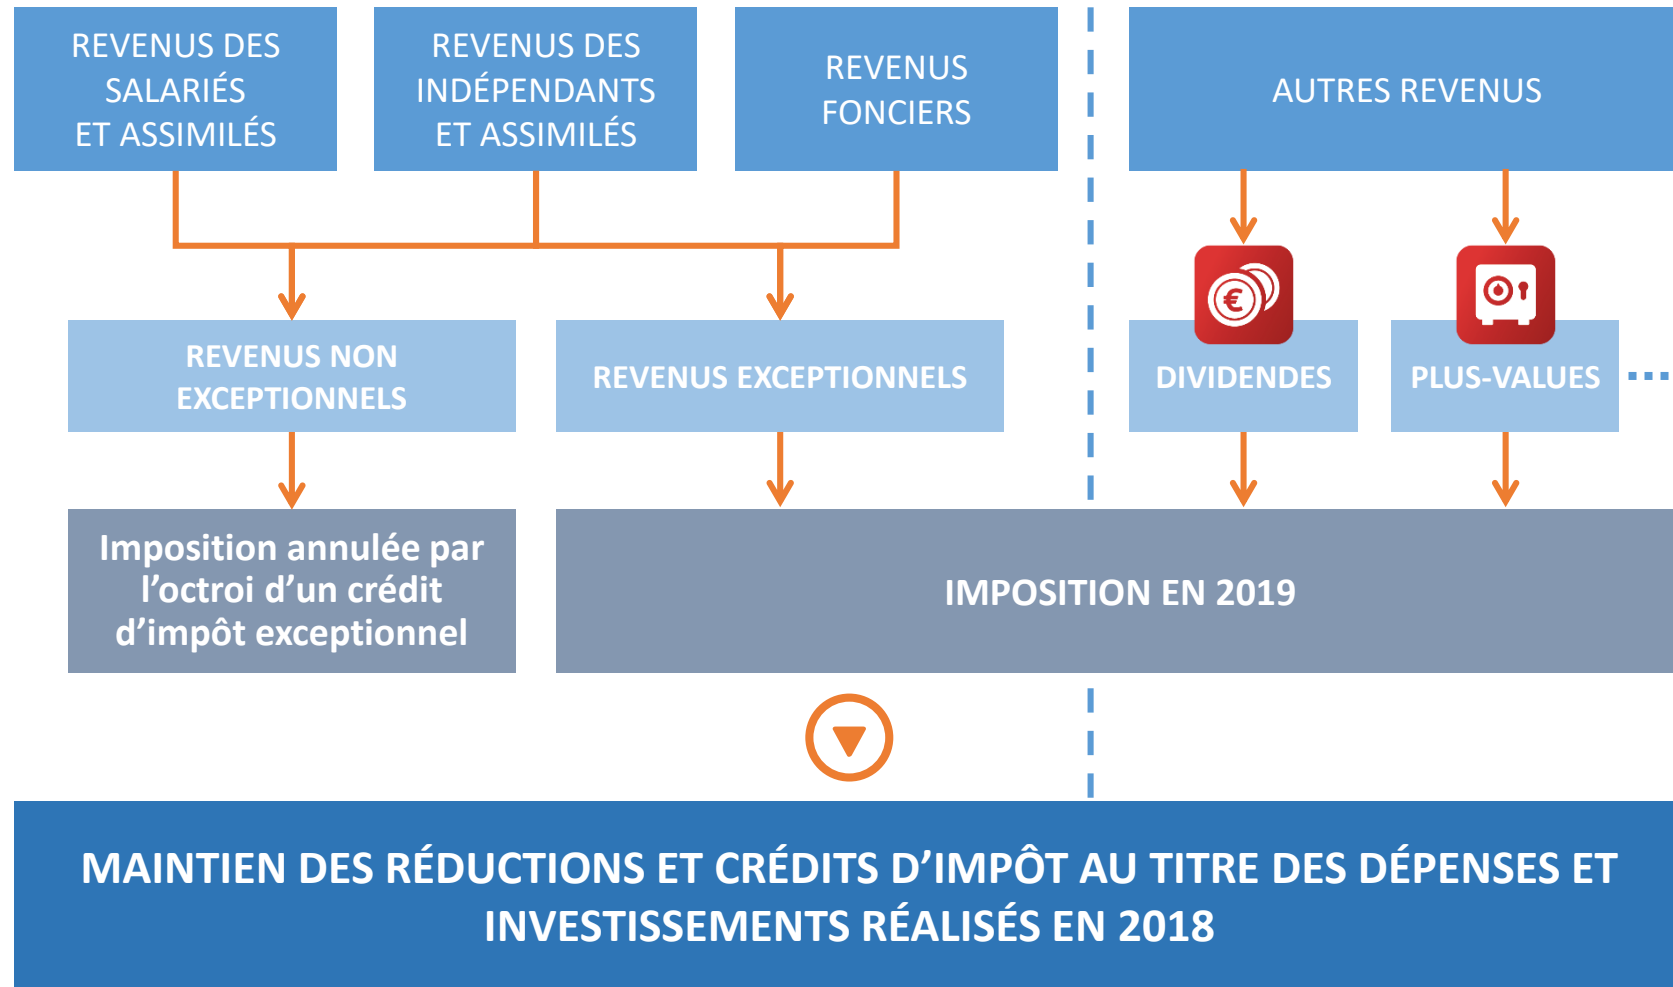 REVENUS DES
SALARIÉS
ET ASSIMILÉS
REVENUS DES
INDÉPENDANTS
ET ASSIMILÉS
REVENUS
FONCIERS
AUTRES REVENUS
€
REVENUS NON
EXCEPTIONNELS
REVENUS EXCEPTIONNELS
DIVIDENDES
PLUS-VALUES
Imposition annulée par
l’octroi d’un crédit
d’impôt exceptionnel
IMPOSITION EN 2019
MAINTIEN DES RÉDUCTIONS ET CRÉDITS D’IMPÔT AU TITRE DES DÉPENSES ET
INVESTISSEMENTS RÉALISÉS EN 2018